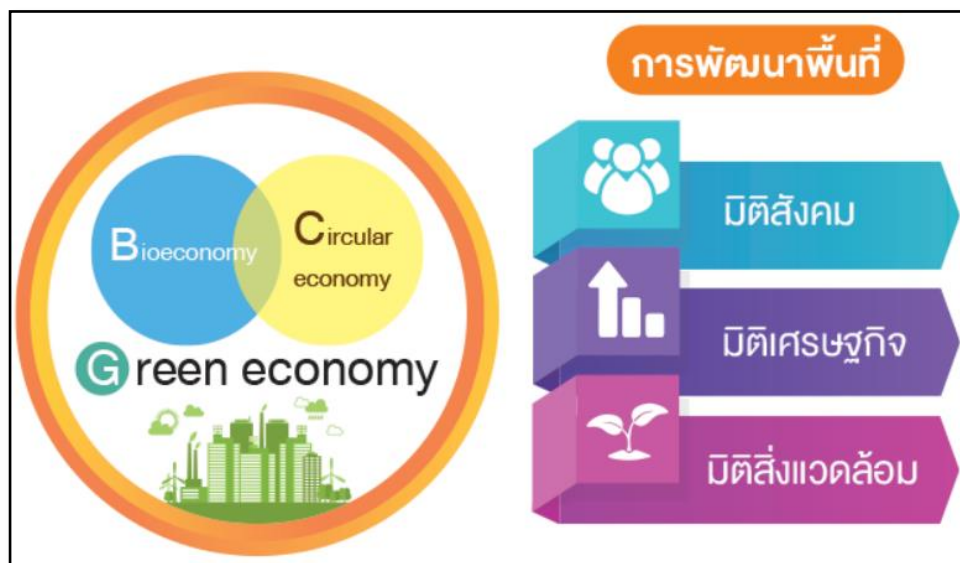 Bioeconomy
Circular
economy
Green economy
การพัฒนาพื้นที่
มิติสังคม
มิติเศรษฐกิจ
มิติสิ่งแวดล้อม